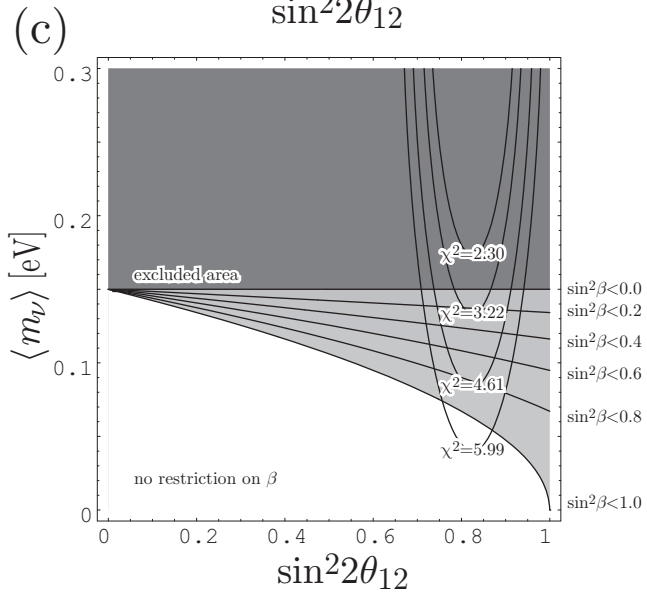 sin²2θ₁₂
(c)
0.3
0.2
0.1
0
⟨mν⟩ [eV]
χ²=2.30
excluded area
χ²=3.22
χ²=4.61
χ²=5.99
no restriction on β
sin²β<0.0
sin²β<0.2
sin²β<0.4
sin²β<0.6
sin²β<0.8
sin²β<1.0
0 0.2 0.4 0.6 0.8 1
sin²2θ₁₂